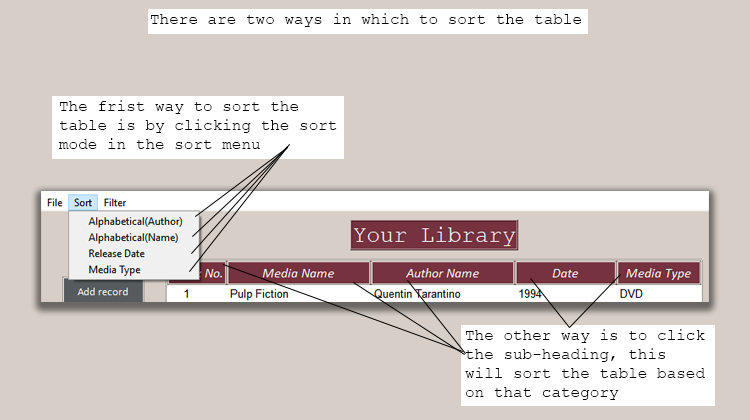 There are two ways in which to sort the table
The frist way to sort the
table is by clicking the sort
mode in the sort menu
File Sort Filter
Alphabetical(Author)
Alphabetical(Name)
Release Date
Media Type
Your Library
No. Media Name Author Name Date Media Type
Add record
1 Pulp Fiction Quentin Tarantino 1994 DVD
The other way is to click
the sub-heading, this
will sort the table based
on that category